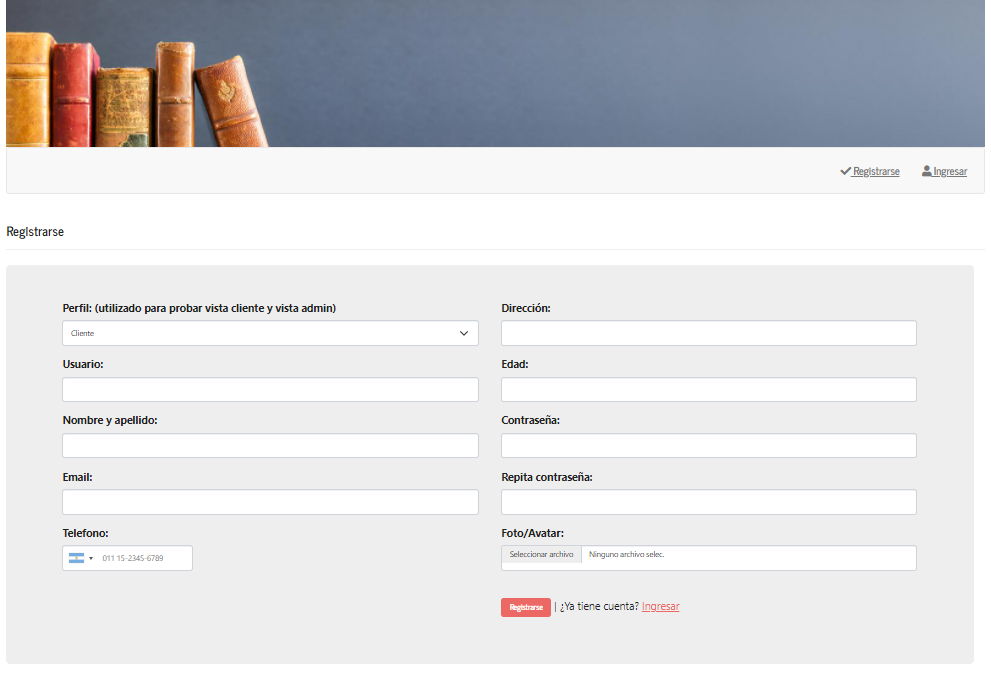 Registrarse Ingresar
Registrarse
Perfil: (utilizado para probar vista cliente y vista admin)
Cliente
Usuario:
Nombre y apellido:
Email:
Telefono:
011 15-2345-6789
Dirección:
Edad:
Contraseña:
Repita contraseña:
Foto/Avatar:
Seleccionar archivo Ninguno archivo selec.
Registrarse | ¿Ya tiene cuenta? Ingresar